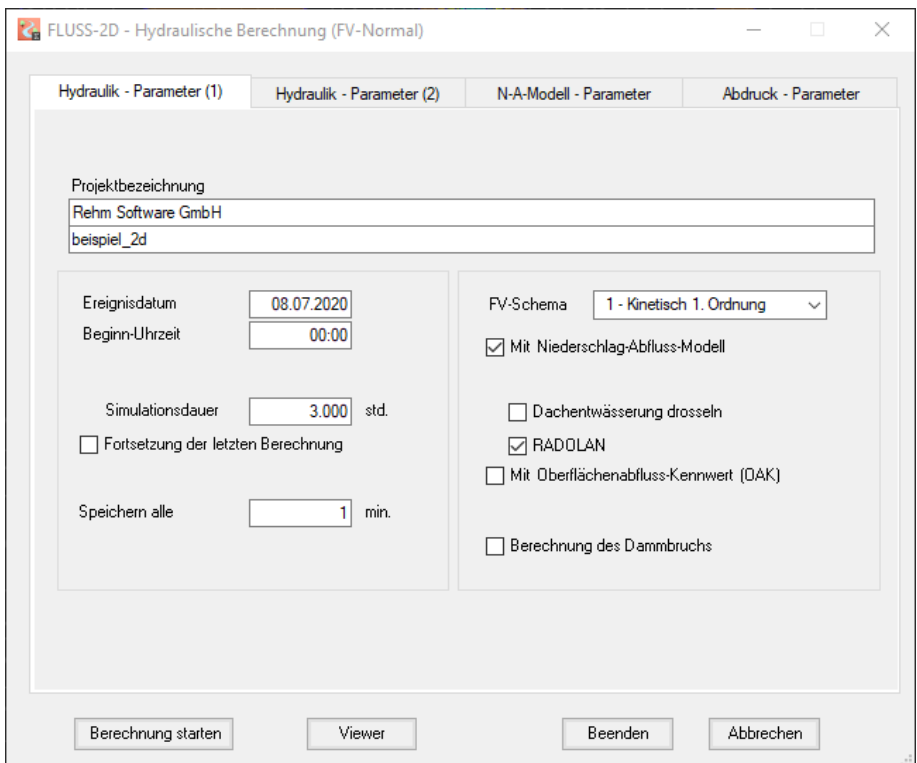 FLUSS-2D - Hydraulische Berechnung (FV-Normal)
Hydraulik - Parameter (1)
Hydraulik - Parameter (2)
N-A-Modell - Parameter
Abdruck - Parameter
Projektbezeichnung
Rehm Software GmbH
beispiel_2d
Ereignisdatum
08.07.2020
Beginn-Uhrzeit
00:00
Simulationsdauer
3.000
std.
Fortsetzung der letzten Berechnung
Speichern alle
1
min.
FV-Schema
1 - Kinetisch 1. Ordnung
Mit Niederschlag-Abfluss-Modell
Dachentwässerung drosseln
RADOLAN
Mit Oberflächenabfluss-Kennwert (OAK)
Berechnung des Dammbruchs
Berechnung starten
Viewer
Beenden
Abbrechen